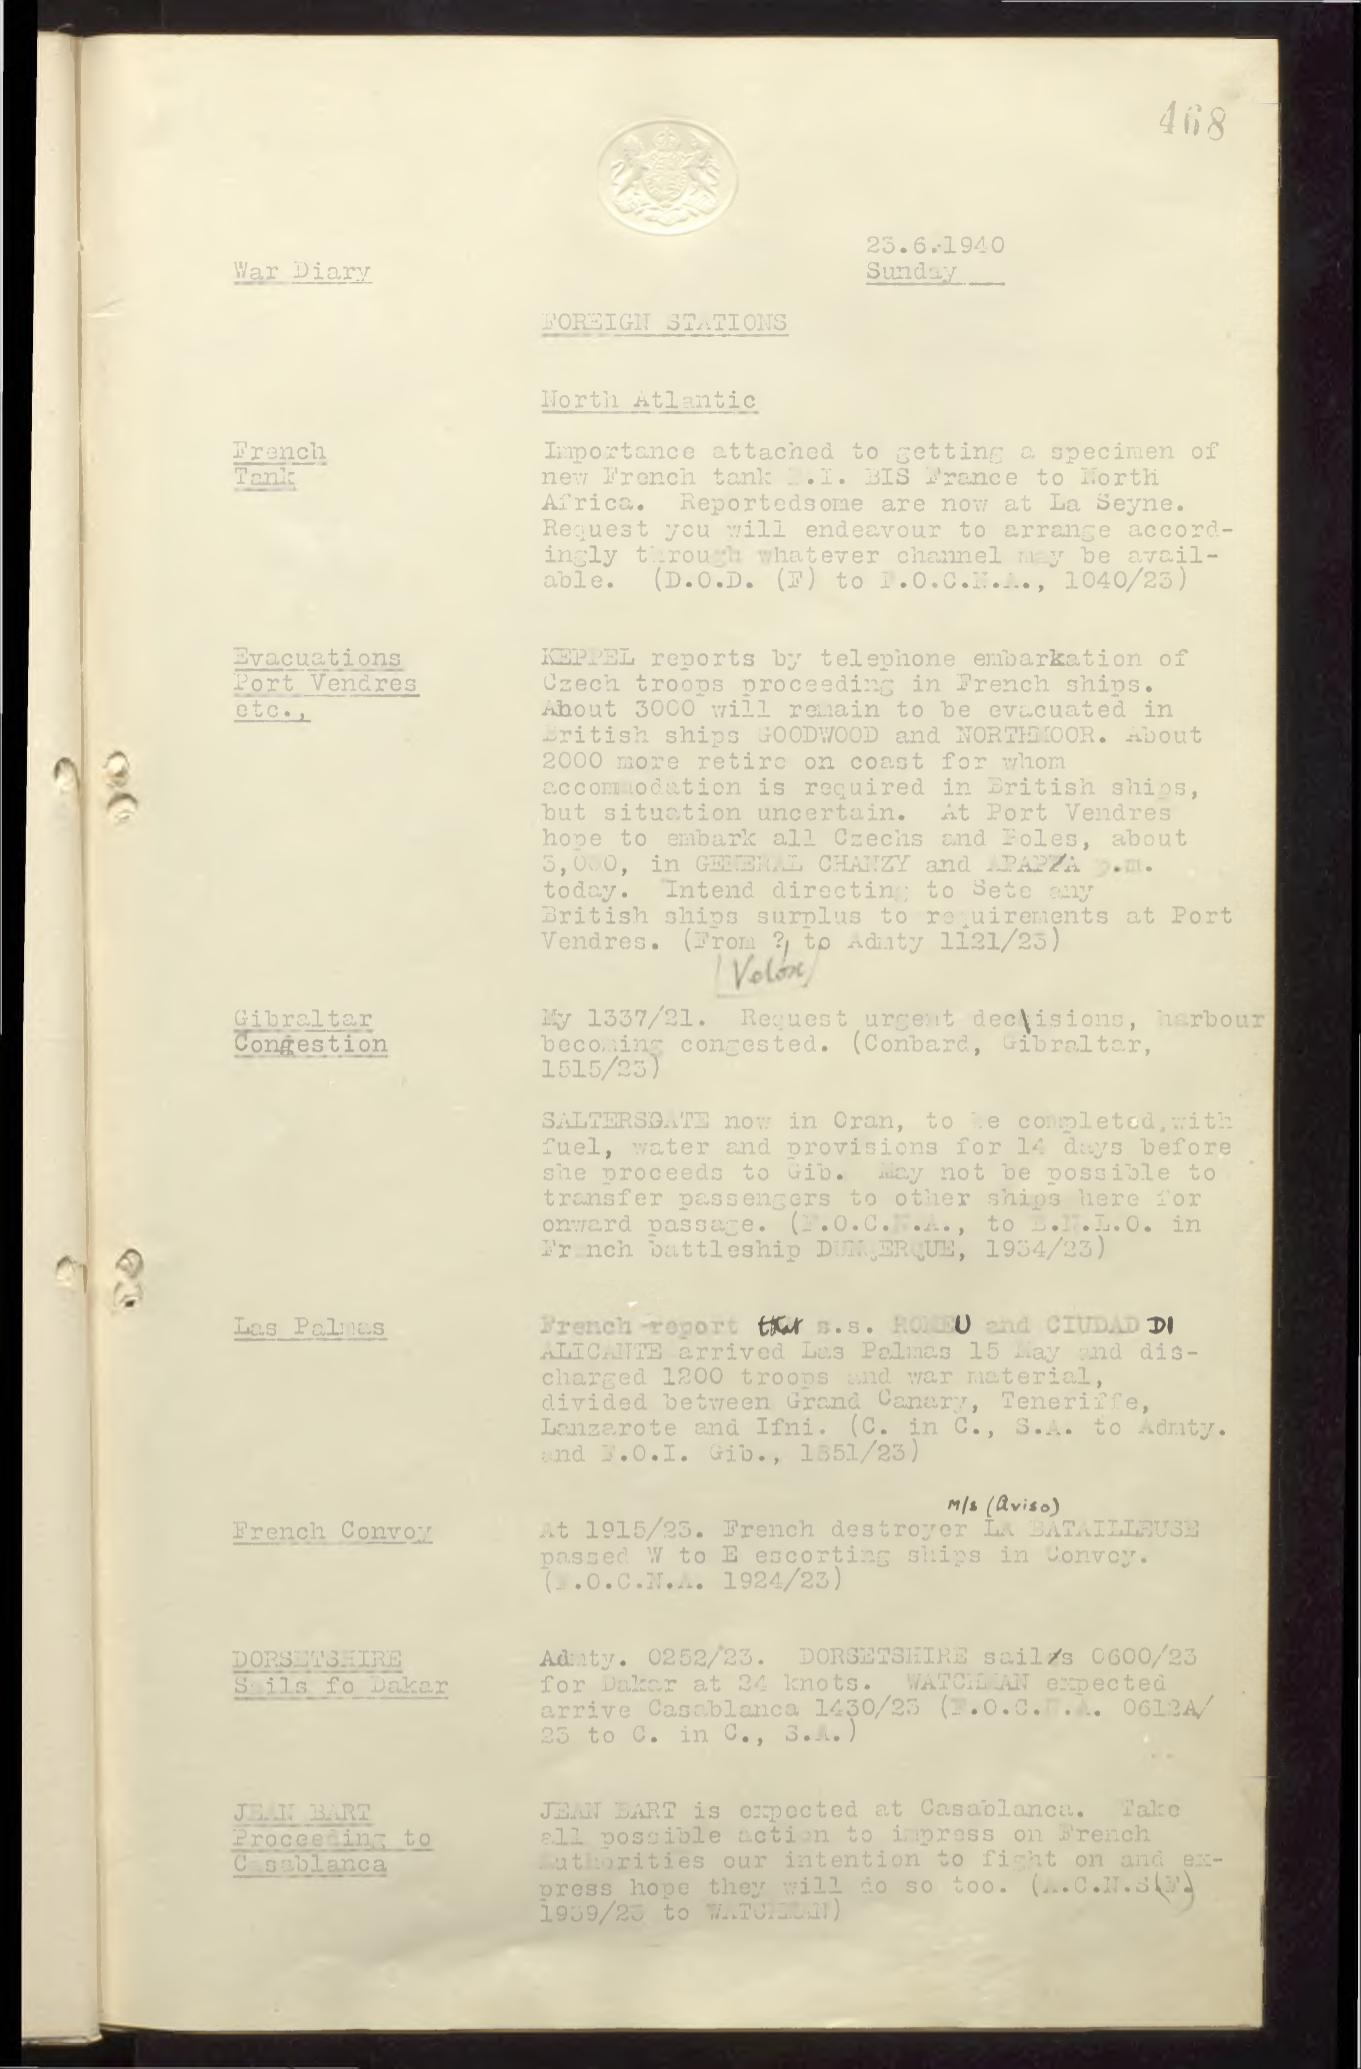 468
23.6.1940
War Diary Sunday
FOREIGN STATIONS
North Atlantic
French Importance attached to getting a specimen of
Tank new French tank .I. BIS France to North
Africa. Reportedsome are now at La Seyne.
Request you will endeavour to arrange accord-
ingly through whatever channel may be avail-
able. (D.O.D. (F) to F.O.C.N.A., 1040/23)
Evacuations KEPPEL reports by telephone embarkation of
Port Vendres Czech troops proceeding in French ships.
etc., About 3000 will remain to be evacuated in
British ships GOODWOOD and NORTHMOOR. About
2000 more retire on coast for whom
accommodation is required in British ships,
but situation uncertain. At Port Vendres
hope to embark all Czechs and Poles, about
3,000, in GENERAL CHANZY and APAPA p.m.
today. Intend directing to Sete any
British ships surplus to requirements at Port
Vendres. (From ?, to Admty 1121/23)
(Velox)
Gibraltar My 1337/21. Request urgent decisions, harbour
Congestion becoming congested. (Conbard, Gibraltar,
1515/23)
SALTERSGATE now in Oran, to be completed with
fuel, water and provisions for 14 days before
she proceeds to Gib. May not be possible to
transfer passengers to other ships here for
onward passage. (F.O.C.N.A., to B.N.L.O. in
French battleship DUNKERQUE, 1934/23)
Las Palmas French report that s.s. ROMEU and CIUDAD DI
ALICANTE arrived Las Palmas 15 May and dis-
charged 1200 troops and war material,
divided between Grand Canary, Teneriffe,
Lanzarote and Ifni. (C. in C., S.A. to Admty.
and F.O.I. Gib., 1851/23)
M/S (Aviso)
French Convoy At 1915/23. French destroyer LA BATAILLEUSE
passed W to E escorting ships in Convoy.
(F.O.C.N.A. 1924/23)
DORSETSHIRE Admty. 0252/23. DORSETSHIRE sails 0600/23
Sails fo Dakar for Dakar at 24 knots. WATCHMAN expected
arrive Casablanca 1430/23 (F.O.C.N.A. 0612A/
23 to C. in C., S.A.)
JEAN BART JEAN BART is expected at Casablanca. Take
Proceeding to all possible action to impress on French
Casablanca Authorities our intention to fight on and ex-
press hope they will do so too. (A.C.N.S(F)
1939/23 to WATCHMAN)